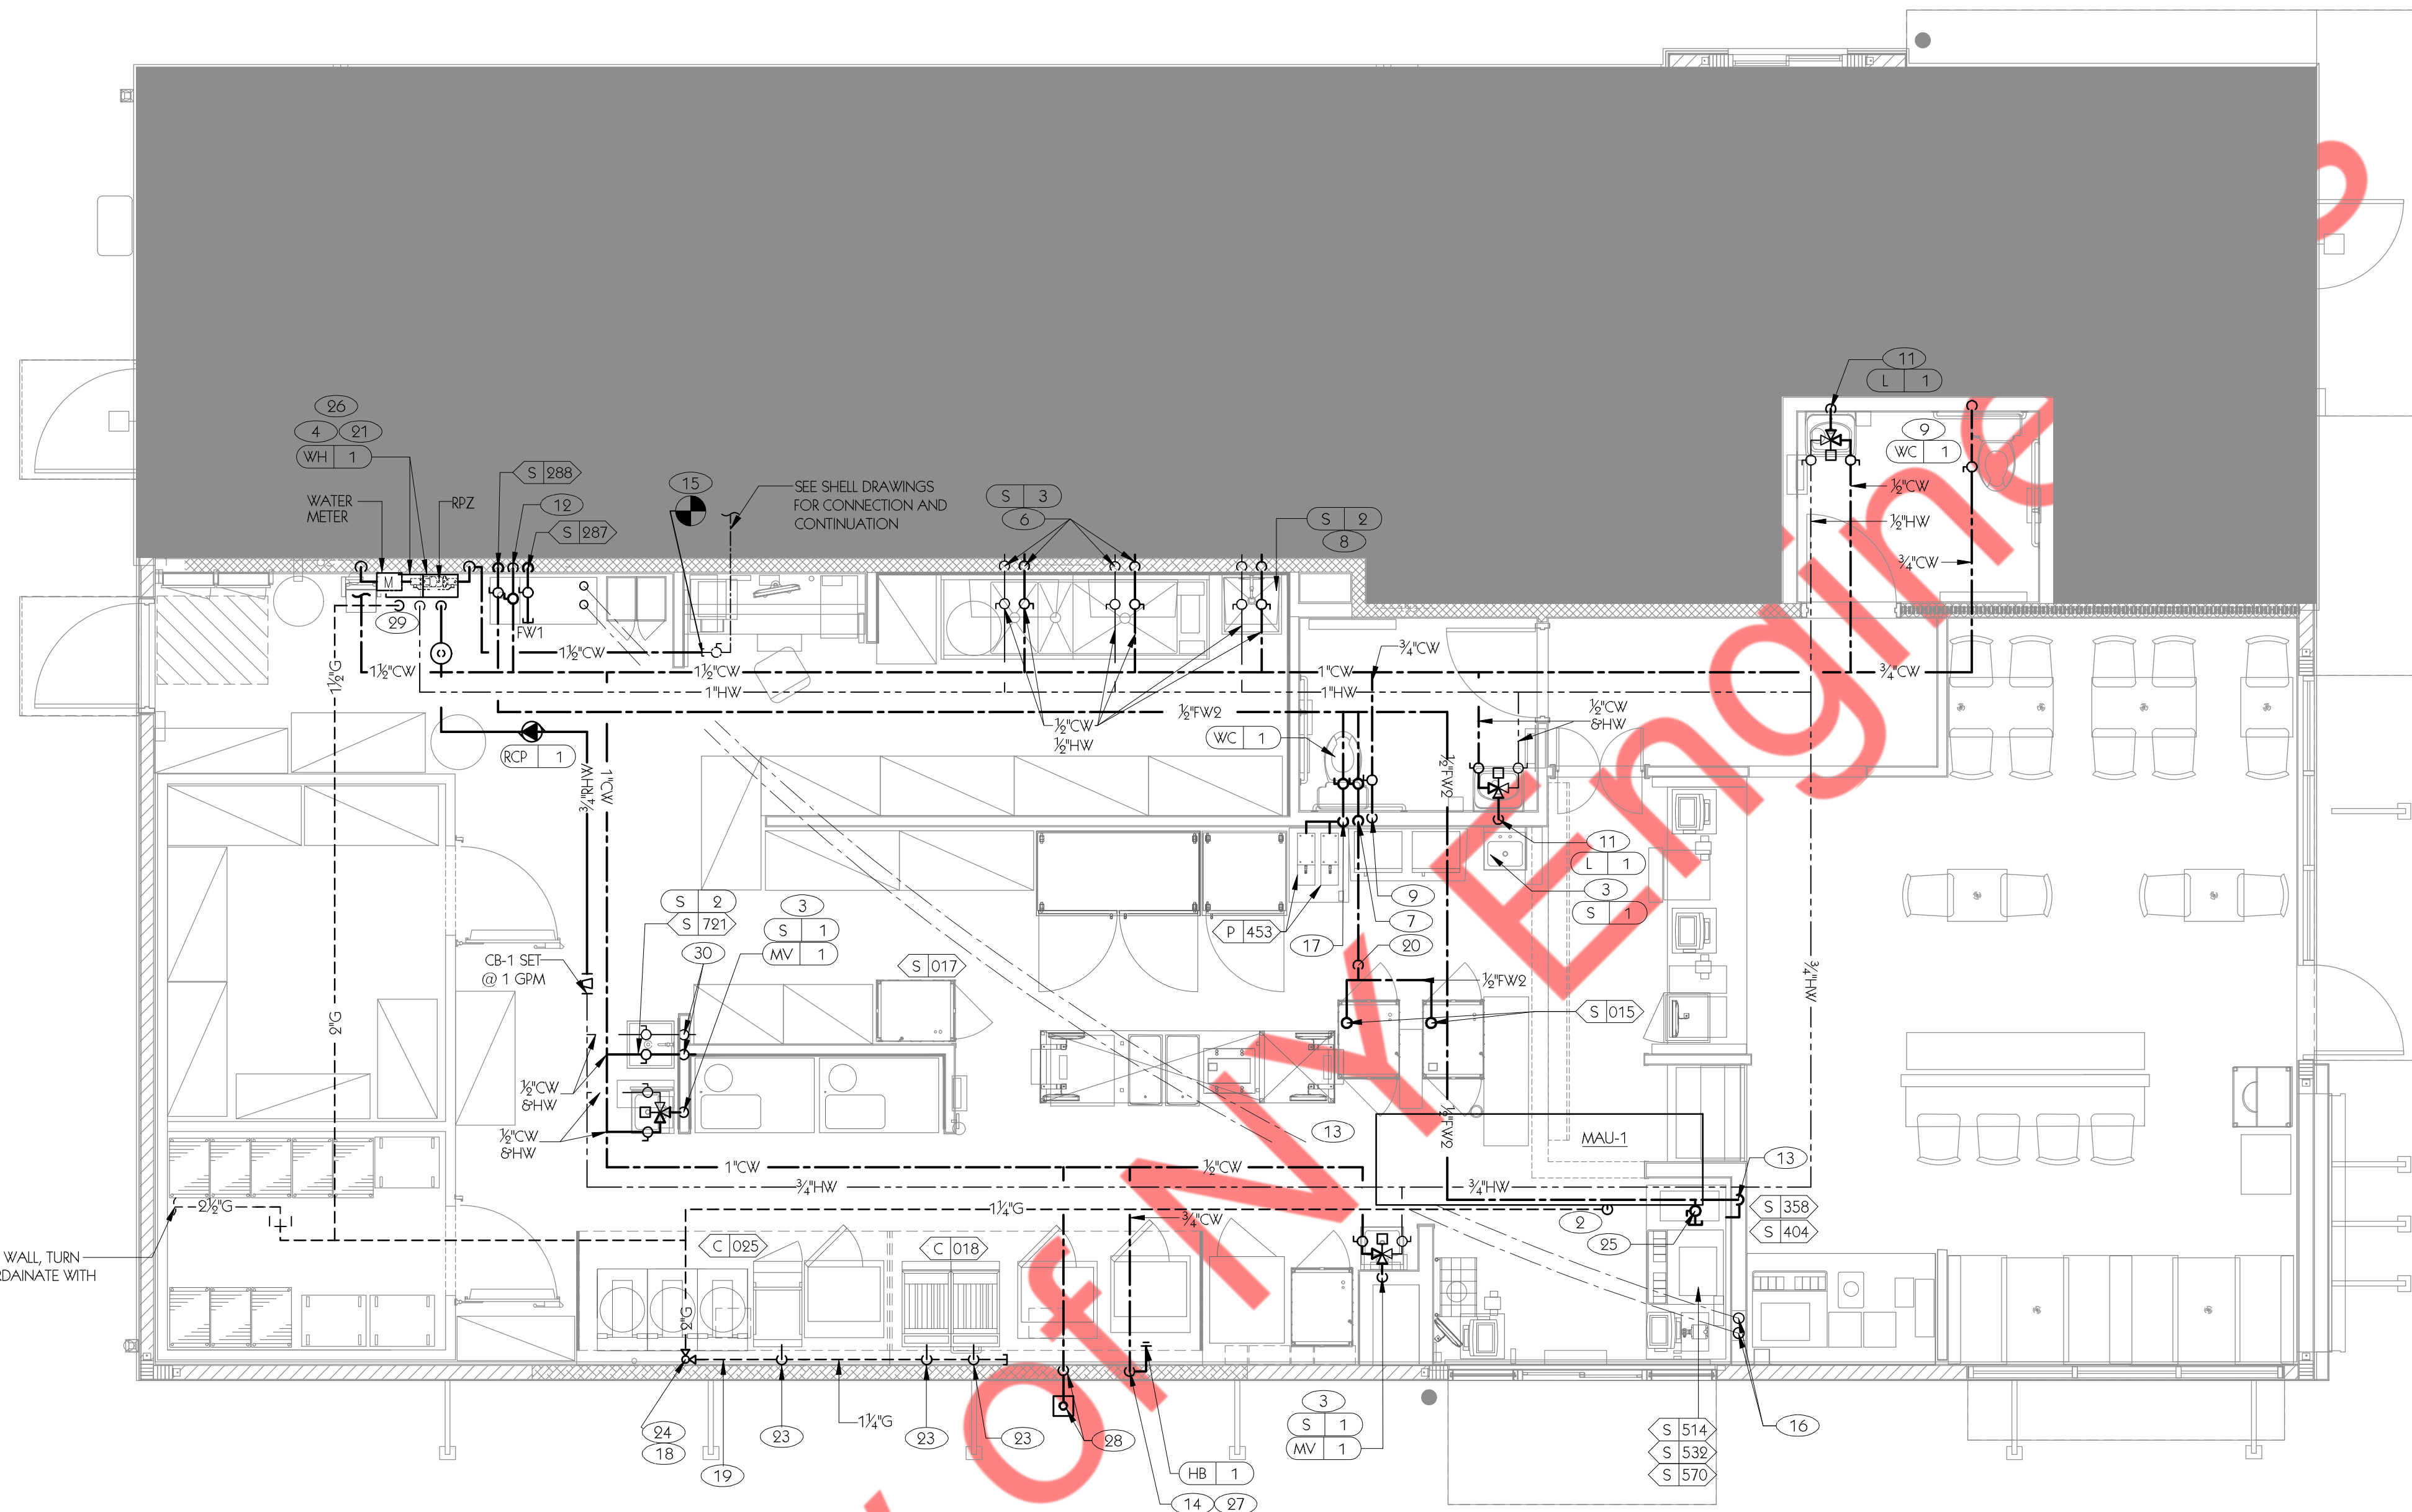 11
L 1
26
4 21
WH 1
9
WC 1
S 288
15
SEE SHELL DRAWINGS
FOR CONNECTION AND
CONTINUATION
S 3
6
WATER
METER
RPZ
12
S 287
S 2
8
½"CW
½"HW
¾"CW
M
29
FW1
1½"CW
1½"CW
1½"CW
1"HW
1½"G
¾"CW
1"CW
1"HW
¾"CW
½"FW2
½"CW
½"HW
½"CW
&HW
WC 1
RCP 1
¾"RHW
1"CW
½"FW2
11
L 1
3
S 1
9
7
20
17
P 453
S 2
S 721
3
S 1
MV 1
30
S 017
CB-1 SET
@ 1 GPM
½"FW2
S 015
¾"HW
2"G
½"CW
&HW
½"CW
&HW
13
MAU-1
½"FW2
13
1"CW
½"CW
¾"HW
¾"HW
2½"G
1¼"G
¾"CW
2
25
S 358
S 404
WALL, TURN
RDAINATE WITH
C 025
C 018
2"G
24
18
19
23
1¼"G
23
23
28
HB 1
14 27
3
S 1
MV 1
S 514
S 532
S 570
16
of NY Engine